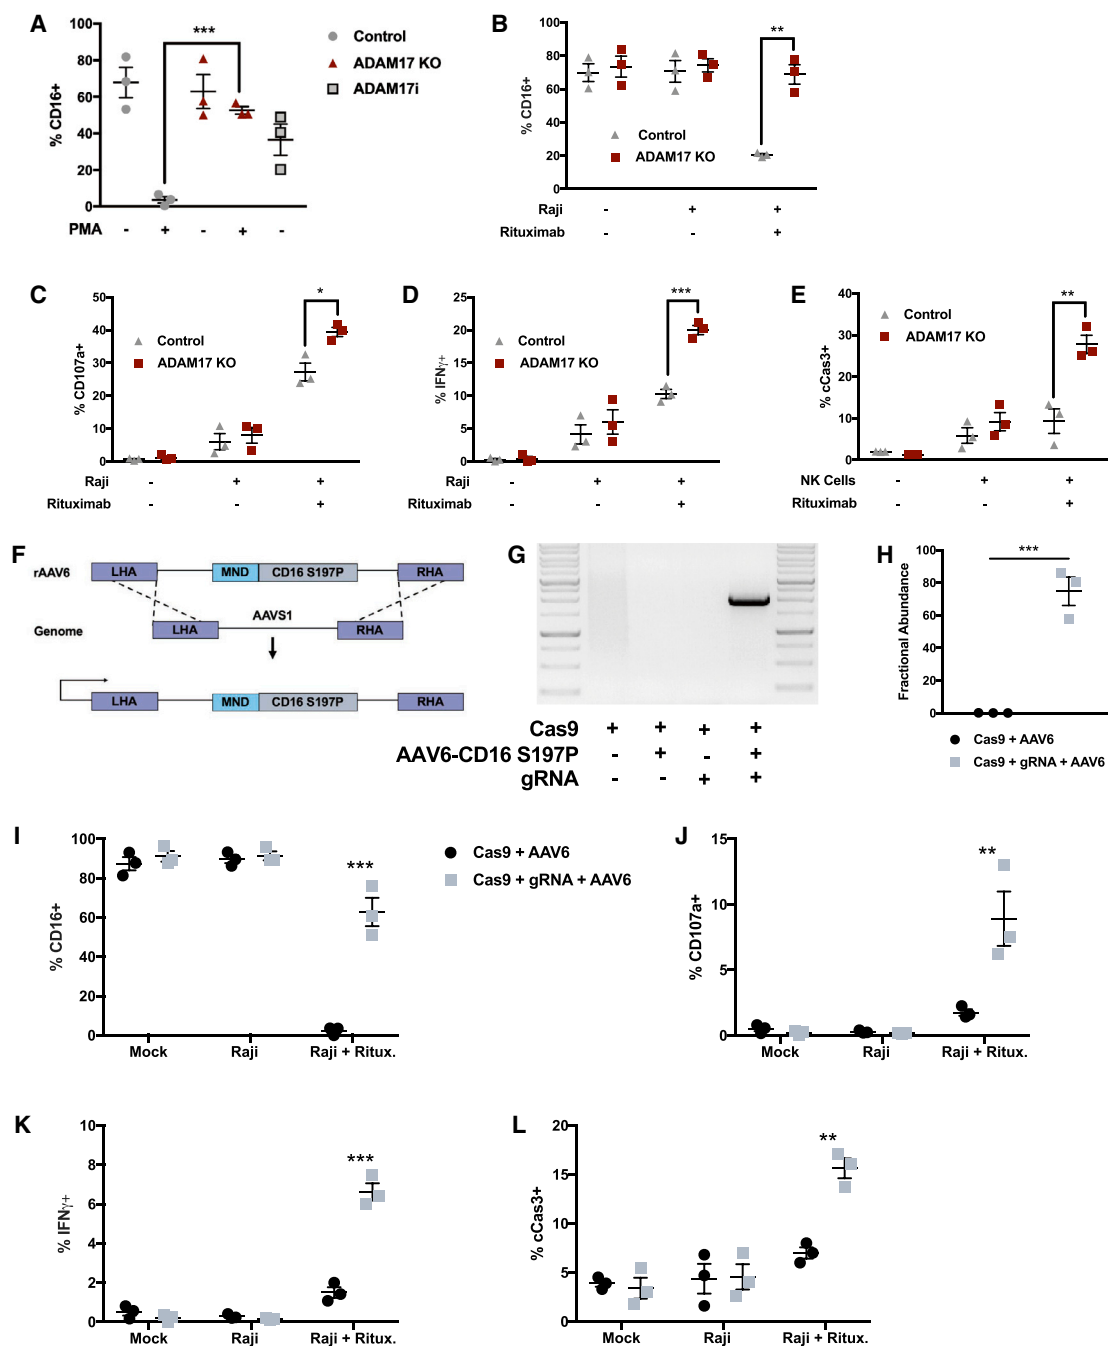 A
% CD16+
100
80
60
40
20
0
***
Control
ADAM17 KO
ADAM17i
PMA
- + - + -
B
% CD16+
100
80
60
40
20
0
**
Control
ADAM17 KO
Raji - + +
Rituximab - - +
C
% CD107a+
50
40
30
20
10
0
*
Control
ADAM17 KO
Raji - + +
Rituximab - - +
D
% IFNγ+
25
20
15
10
5
0
***
Control
ADAM17 KO
Raji - + +
Rituximab - - +
E
% cCas3+
40
30
20
10
0
**
Control
ADAM17 KO
NK Cells - + +
Rituximab - - +
F
rAAV6
LHA MND CD16 S197P RHA
AAVS1
Genome
LHA RHA
LHA MND CD16 S197P RHA
G
Cas9 + + + +
AAV6-CD16 S197P - + - +
gRNA - - + +
H
Fractional Abundance
100
80
60
40
20
0
***
Cas9 + AAV6
Cas9 + gRNA + AAV6
I
% CD16+
100
80
60
40
20
0
***
Mock Raji Raji + Ritux.
Cas9 + AAV6
Cas9 + gRNA + AAV6
J
% CD107a+
15
10
5
0
**
Mock Raji Raji + Ritux.
K
% IFNγ+
10
8
6
4
2
0
***
Mock Raji Raji + Ritux.
L
% cCas3+
20
15
10
5
0
**
Mock Raji Raji + Ritux.